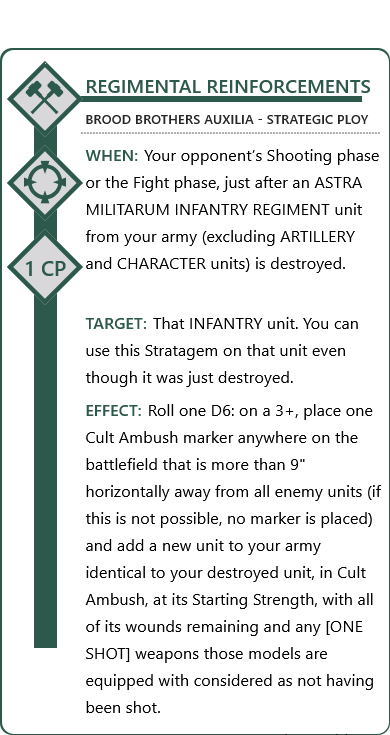 REGIMENTAL REINFORCEMENTS
BROOD BROTHERS AUXILIA - STRATEGIC PLOY
WHEN: Your opponent's Shooting phase
or the Fight phase, just after an ASTRA
MILITARUM INFANTRY REGIMENT unit
from your army (excluding ARTILLERY
1 CP
and CHARACTER units) is destroyed.
TARGET: That INFANTRY unit. You can
use this Stratagem on that unit even
though it was just destroyed.
EFFECT: Roll one D6: on a 3+, place one
Cult Ambush marker anywhere on the
battlefield that is more than 9"
horizontally away from all enemy units (if
this is not possible, no marker is placed)
and add a new unit to your army
identical to your destroyed unit, in Cult
Ambush, at its Starting Strength, with all
of its wounds remaining and any [ONE
SHOT] weapons those models are
equipped with considered as not having
been shot.